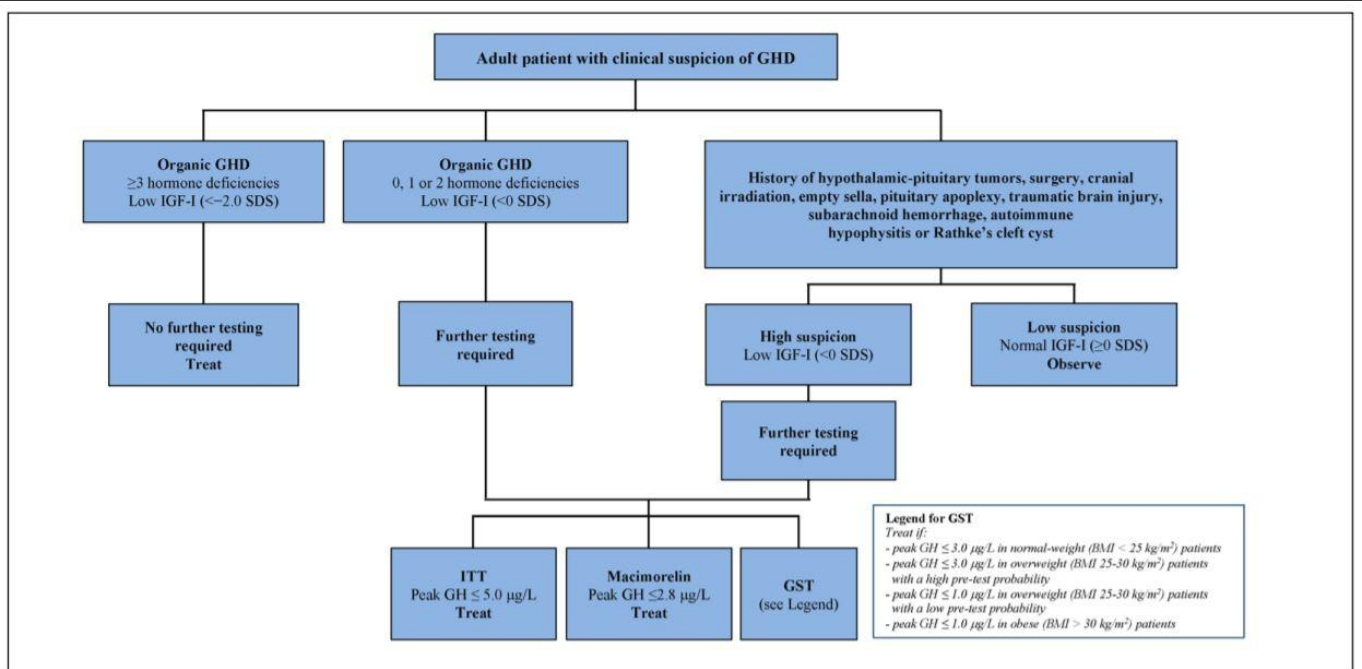 Adult patient with clinical suspicion of GHD
Organic GHD
≥3 hormone deficiencies
Low IGF-I (<−2.0 SDS)
Organic GHD
0, 1 or 2 hormone deficiencies
Low IGF-I (<0 SDS)
History of hypothalamic-pituitary tumors, surgery, cranial
irradiation, empty sella, pituitary apoplexy, traumatic brain injury,
subarachnoid hemorrhage, autoimmune
hypophysitis or Rathke’s cleft cyst
No further testing
required
Treat
Further testing
required
High suspicion
Low IGF-I (<0 SDS)
Low suspicion
Normal IGF-I (≥0 SDS)
Observe
Further testing
required
ITT
Peak GH ≤ 5.0 µg/L
Treat
Macimorelin
Peak GH ≤2.8 µg/L
Treat
GST
(see Legend)
Legend for GST
Treat if:
- peak GH ≤ 3.0 µg/L in normal-weight (BMI < 25 kg/m²) patients
- peak GH ≤ 3.0 µg/L in overweight (BMI 25-30 kg/m²) patients
with a high pre-test probability
- peak GH ≤ 1.0 µg/L in overweight (BMI 25-30 kg/m²) patients
with a low pre-test probability
- peak GH ≤ 1.0 µg/L in obese (BMI > 30 kg/m²) patients